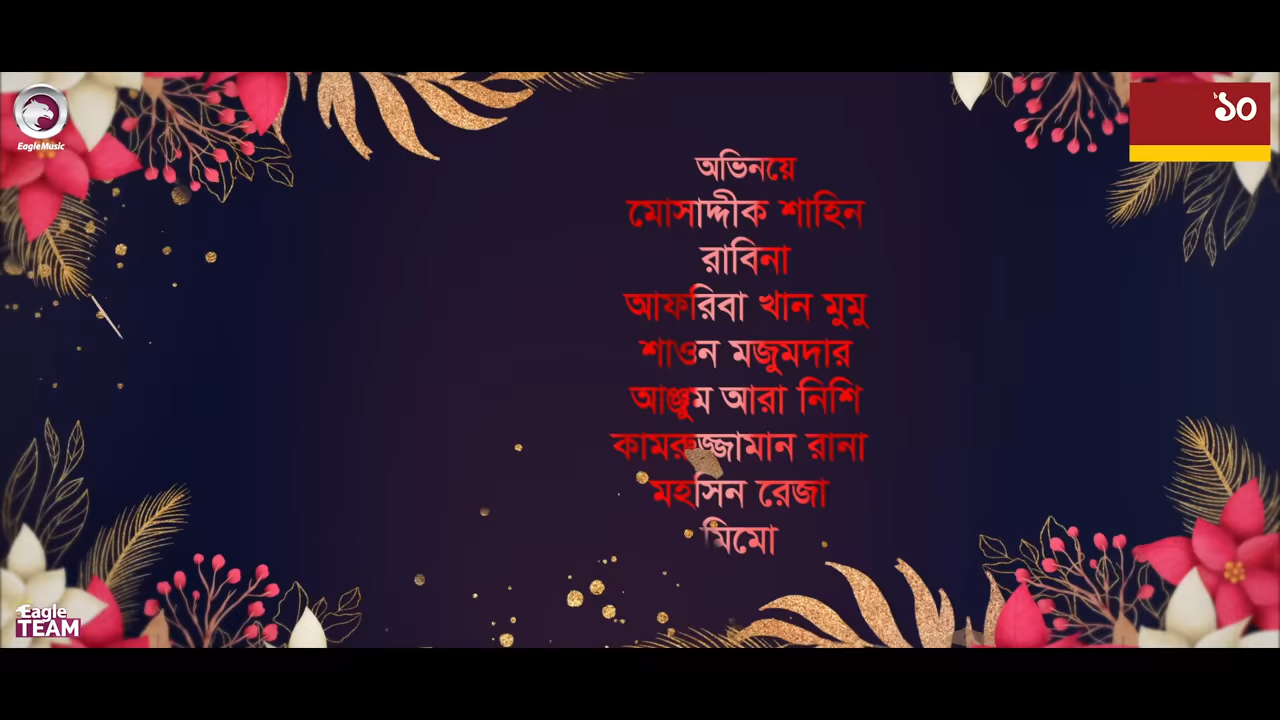 EagleMusic
'১০
অভিনয়ে
মোসাদ্দীক শাহিন
রাবিনা
আফরিবা খান মুমু
শাওন মজুমদার
আঞ্জুম আরা নিশি
কামরুজ্জামান রানা
মহসিন রেজা
মিমো
Eagle
TEAM